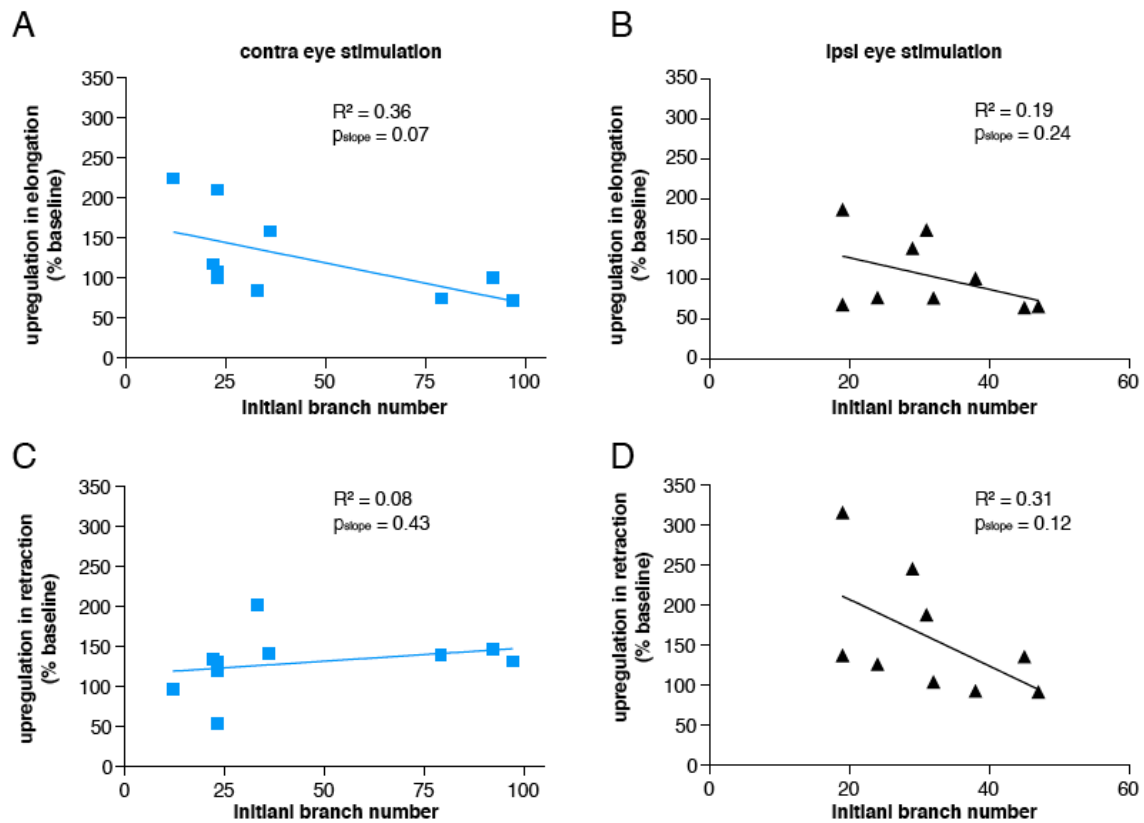 A
contra eye stimulation
upregulation in elongation
(% baseline)
350
300
250
200
150
100
50
0
R² = 0.36
pslope = 0.07
0
25
50
75
100
Initianl branch number
B
Ipsi eye stimulation
upregulation in elongation
(% baseline)
350
300
250
200
150
100
50
0
R² = 0.19
pslope = 0.24
0
20
40
60
Initianl branch number
C
upregulation in retraction
(% baseline)
350
300
250
200
150
100
50
0
R² = 0.08
pslope = 0.43
0
25
50
75
100
Initianl branch number
D
upregulation in retraction
(% baseline)
350
300
250
200
150
100
50
0
R² = 0.31
pslope = 0.12
0
20
40
60
Initianl branch number